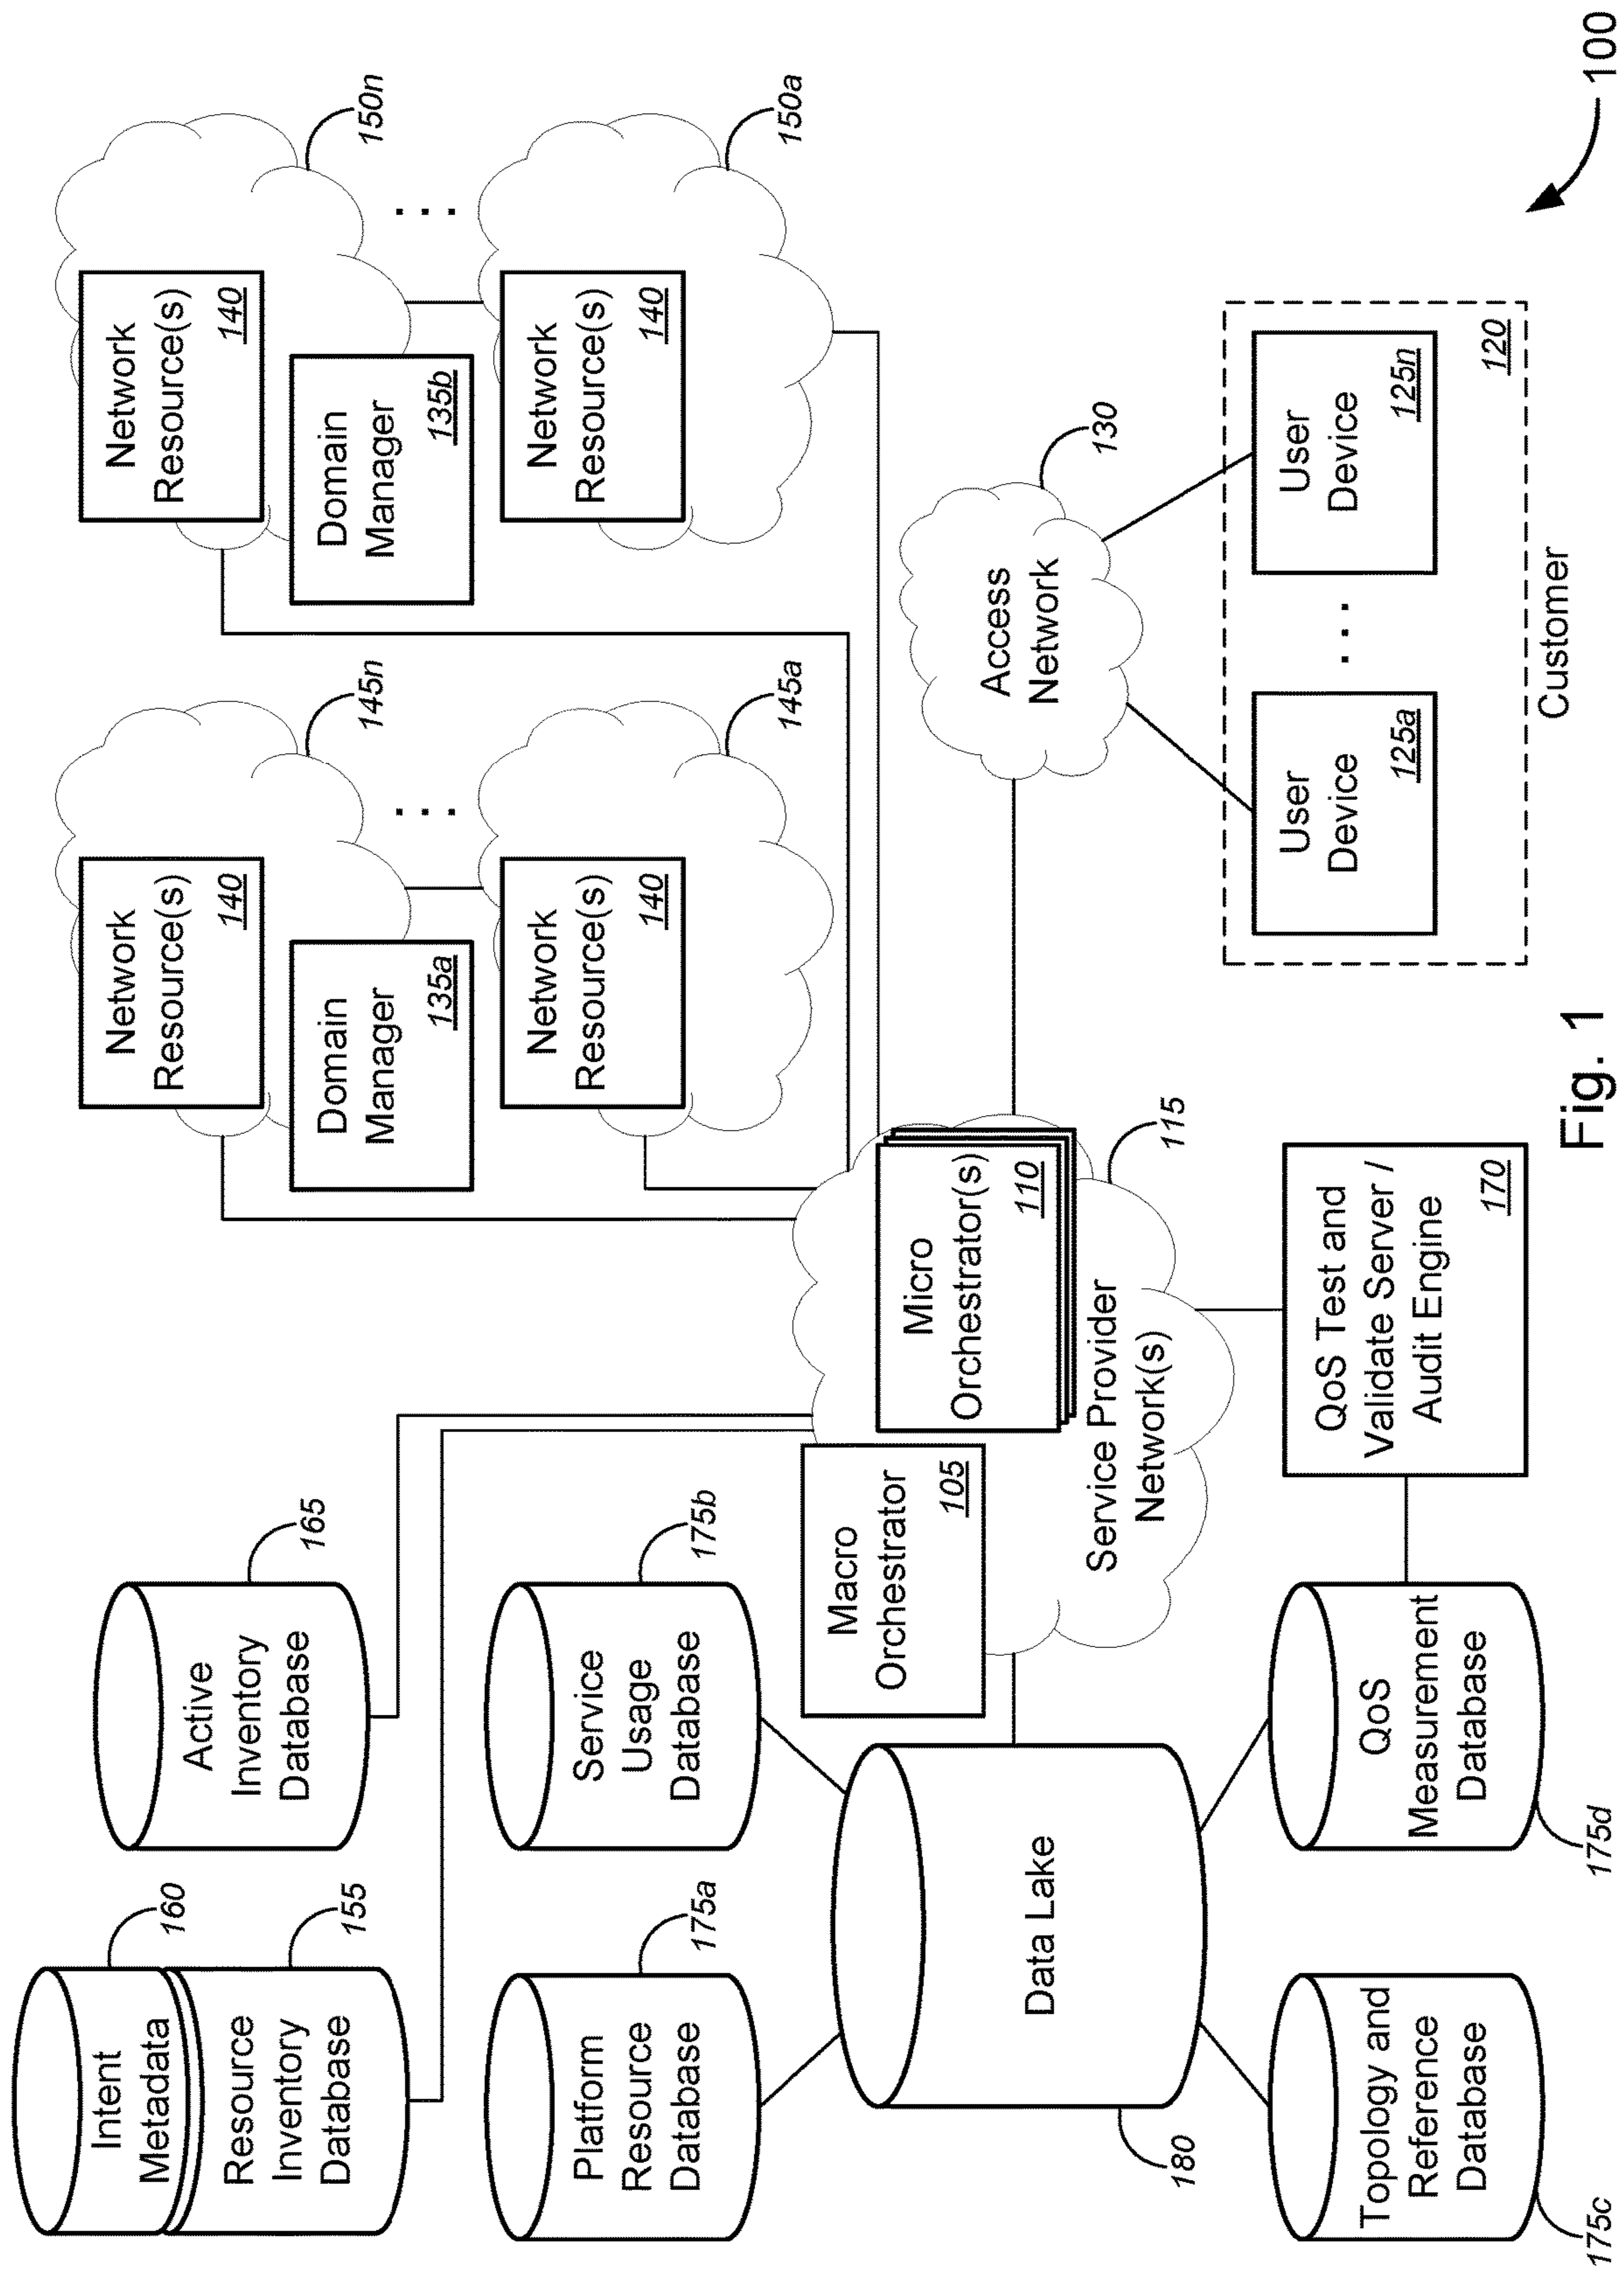 Intent
Metadata
160
Resource
Inventory
Database
155
Active
Inventory
Database
165
Network
Resource(s)
140
145n
Domain
Manager
135a
. . .
Network
Resource(s)
140
145a
Network
Resource(s)
140
150n
Domain
Manager
135b
. . .
Network
Resource(s)
140
150a
Platform
Resource
Database
175a
Service
Usage
Database
175b
Macro
Orchestrator
105
Micro
Orchestrator(s)
110
Service Provider
Network(s)
115
Access
Network
130
Data Lake
180
Topology and
Reference
Database
175c
QoS
Measurement
Database
175d
QoS Test and
Validate Server /
Audit Engine
170
User
Device
125a
. . .
User
Device
125n
120
Customer
Fig. 1
100